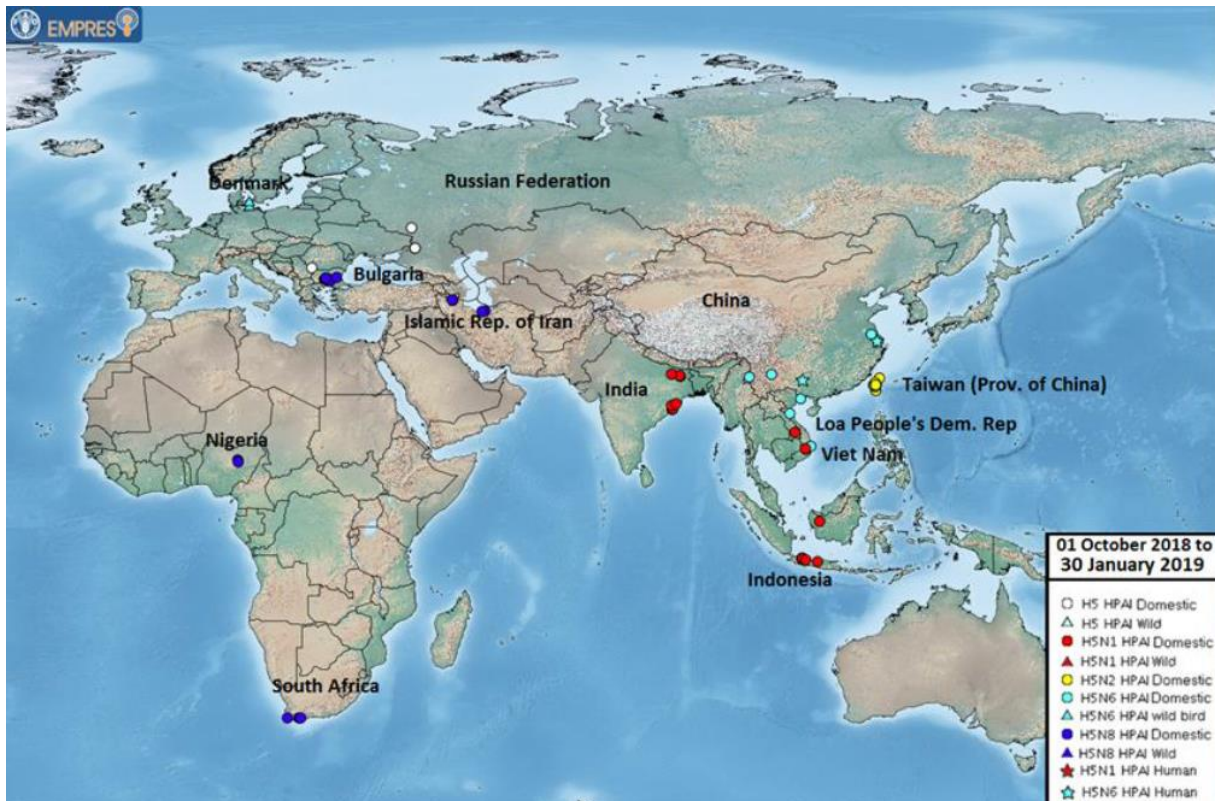 EMPRES
Denmark
Russian Federation
Bulgaria
China
Islamic Rep. of Iran
India
Taiwan (Prov. of China)
Loa People's Dem. Rep
Nigeria
Viet Nam
Indonesia
South Africa
01 October 2018 to
30 January 2019
H5 HPAI Domestic
H5 HPAI Wild
H5N1 HPAI Domestic
H5N1 HPAI Wild
H5N2 HPAI Domestic
H5N6 HPAI Domestic
H5N6 HPAI wild bird
H5N8 HPAI Domestic
H5N8 HPAI Wild
H5N1 HPAI Human
H5N6 HPAI Human